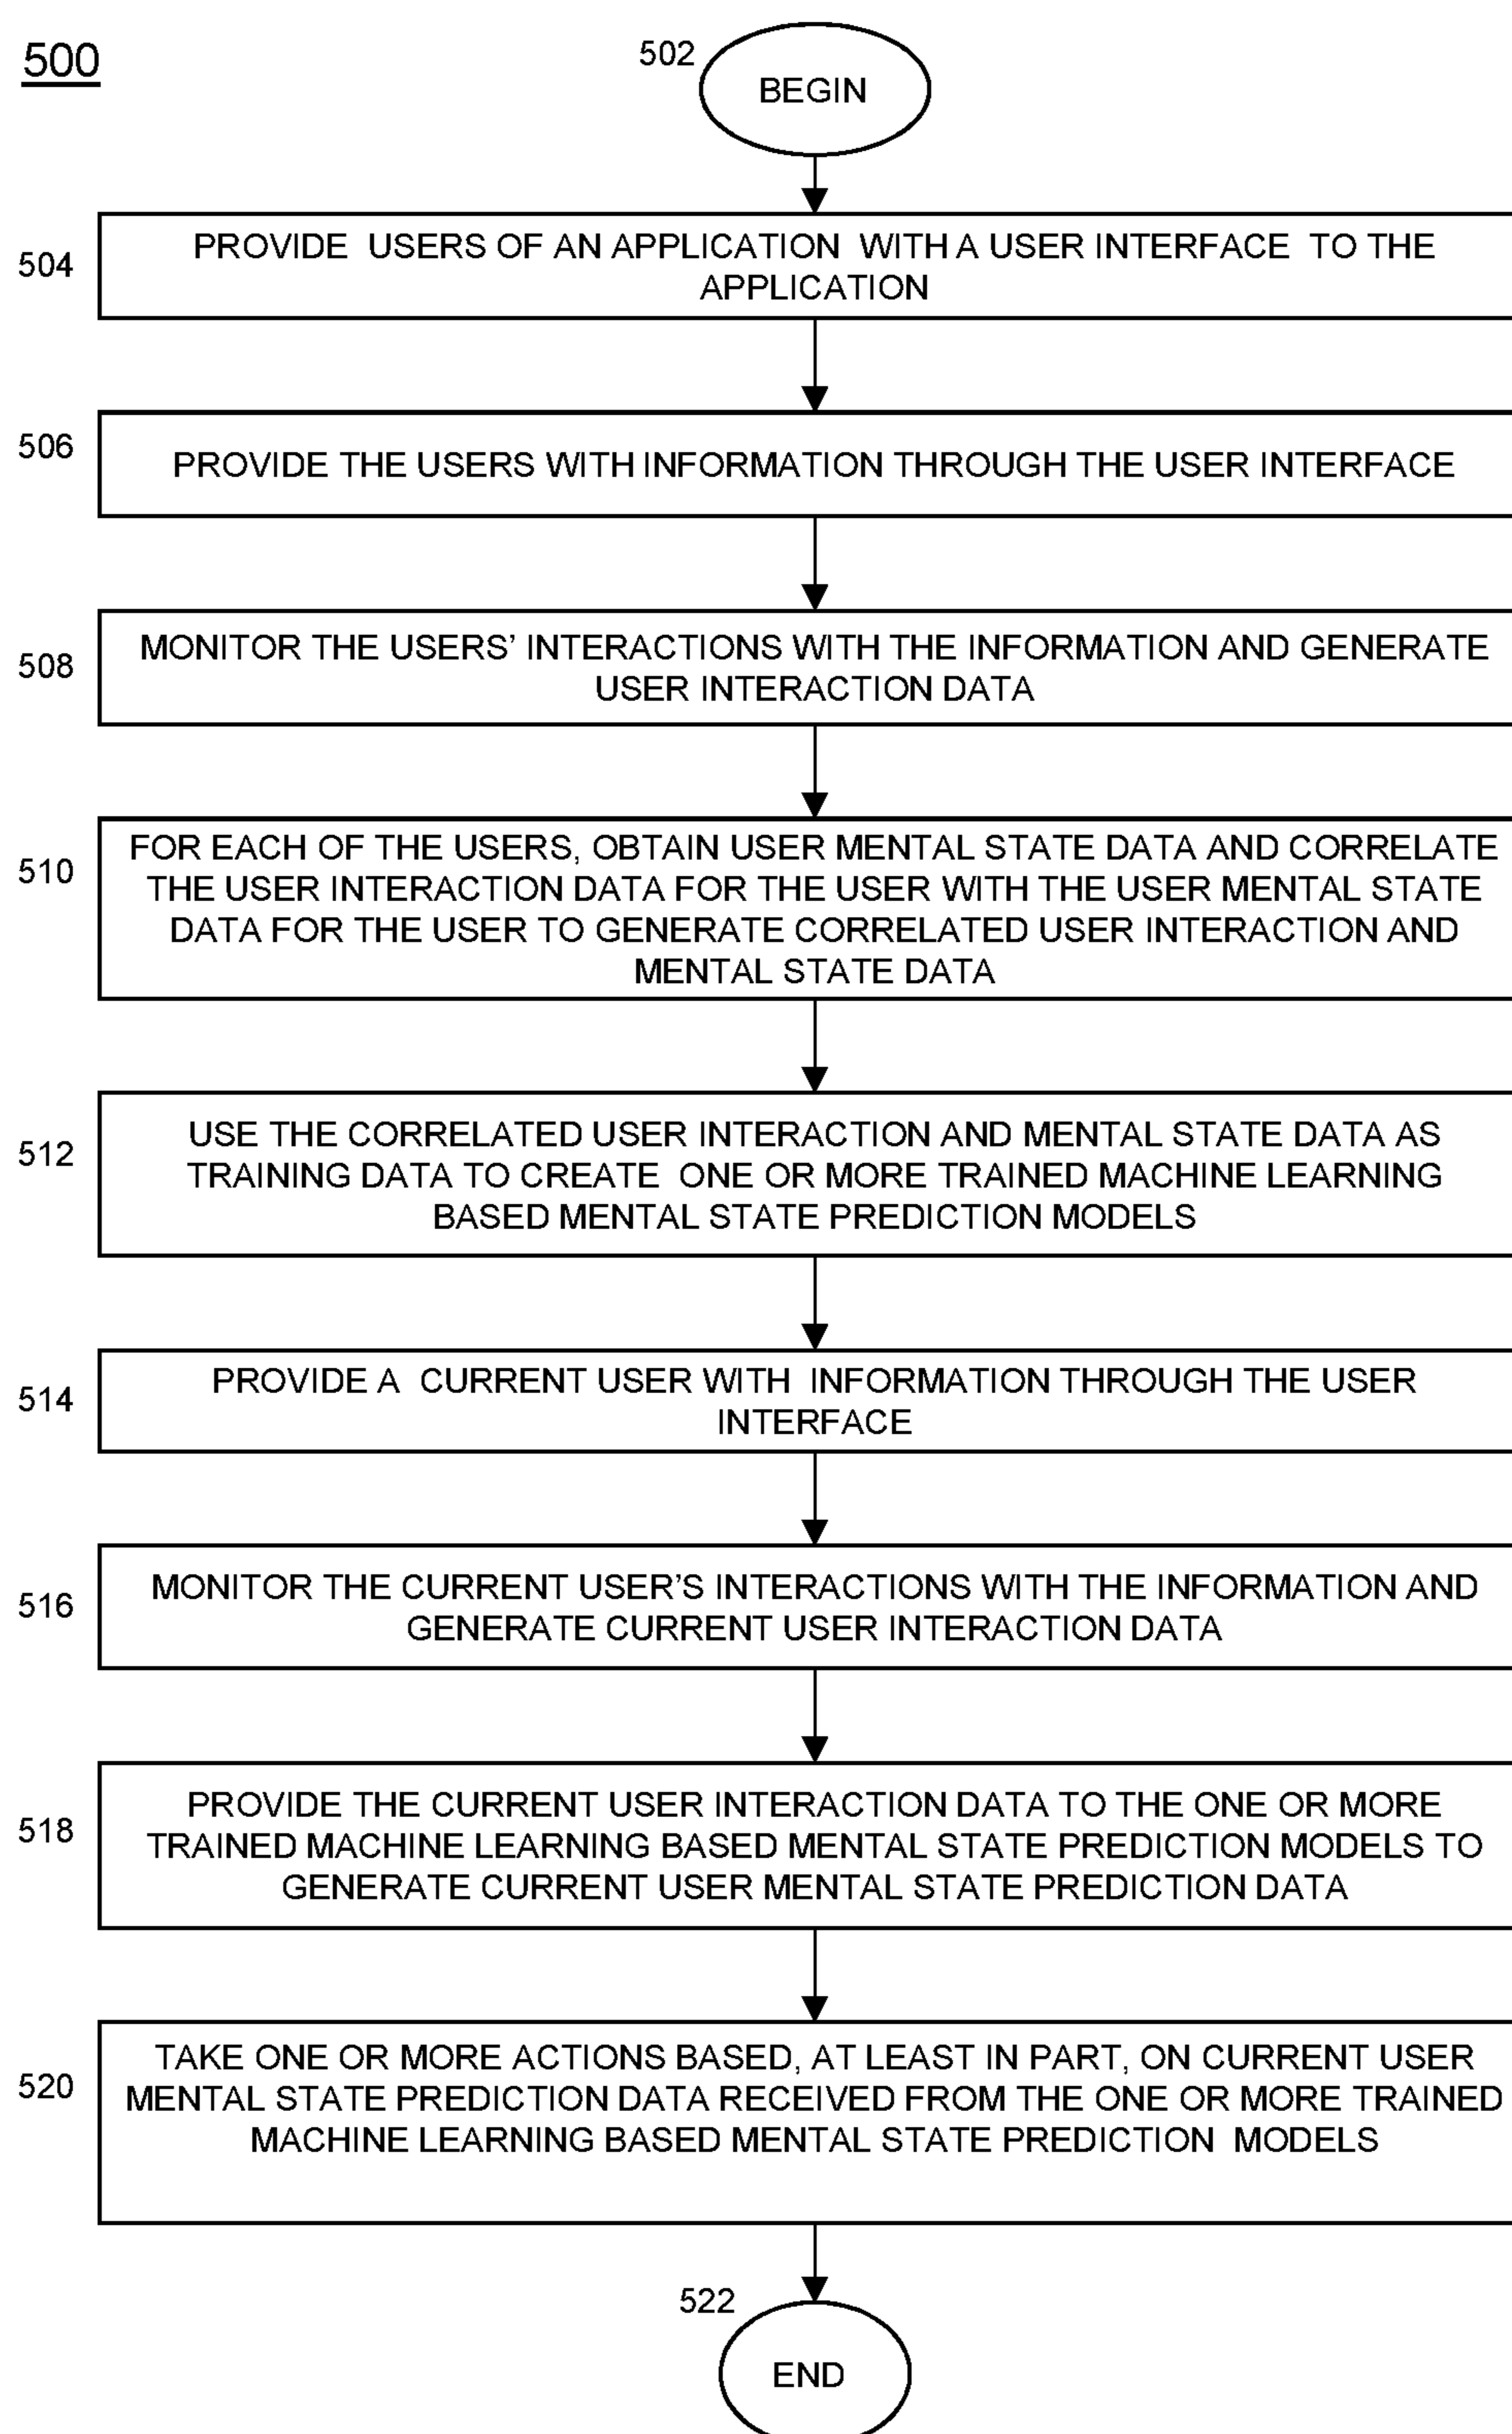 500
502
BEGIN
504
PROVIDE USERS OF AN APPLICATION WITH A USER INTERFACE TO THE
APPLICATION
506
PROVIDE THE USERS WITH INFORMATION THROUGH THE USER INTERFACE
508
MONITOR THE USERS’ INTERACTIONS WITH THE INFORMATION AND GENERATE
USER INTERACTION DATA
510
FOR EACH OF THE USERS, OBTAIN USER MENTAL STATE DATA AND CORRELATE
THE USER INTERACTION DATA FOR THE USER WITH THE USER MENTAL STATE
DATA FOR THE USER TO GENERATE CORRELATED USER INTERACTION AND
MENTAL STATE DATA
512
USE THE CORRELATED USER INTERACTION AND MENTAL STATE DATA AS
TRAINING DATA TO CREATE ONE OR MORE TRAINED MACHINE LEARNING
BASED MENTAL STATE PREDICTION MODELS
514
PROVIDE A CURRENT USER WITH INFORMATION THROUGH THE USER
INTERFACE
516
MONITOR THE CURRENT USER’S INTERACTIONS WITH THE INFORMATION AND
GENERATE CURRENT USER INTERACTION DATA
518
PROVIDE THE CURRENT USER INTERACTION DATA TO THE ONE OR MORE
TRAINED MACHINE LEARNING BASED MENTAL STATE PREDICTION MODELS TO
GENERATE CURRENT USER MENTAL STATE PREDICTION DATA
520
TAKE ONE OR MORE ACTIONS BASED, AT LEAST IN PART, ON CURRENT USER
MENTAL STATE PREDICTION DATA RECEIVED FROM THE ONE OR MORE TRAINED
MACHINE LEARNING BASED MENTAL STATE PREDICTION MODELS
522
END